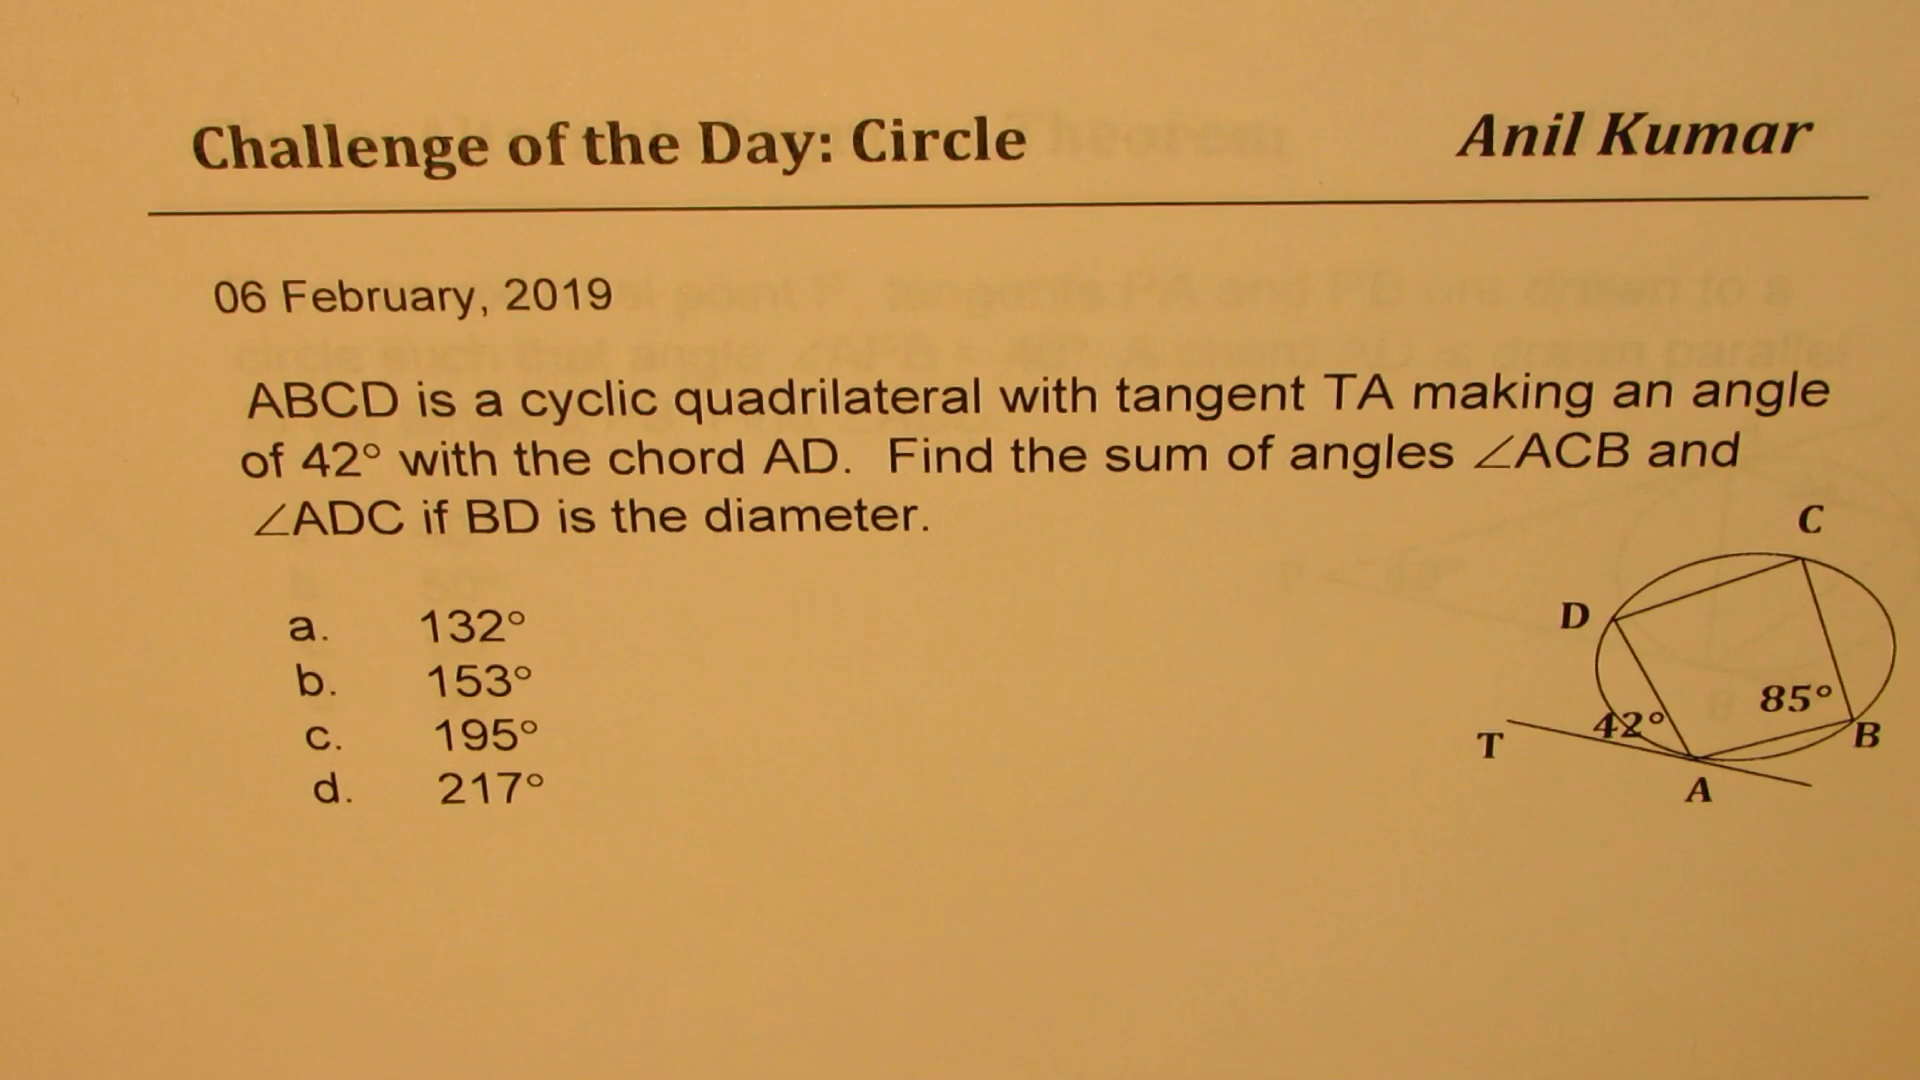 Challenge of the Day: Circle Anil Kumar
06 February, 2019
ABCD is a cyclic quadrilateral with tangent TA making an angle
of 42° with the chord AD. Find the sum of angles ∠ACB and
∠ADC if BD is the diameter.
a. 132°
b. 153°
c. 195°
d. 217°
C
D
85°
42°
T
B
A